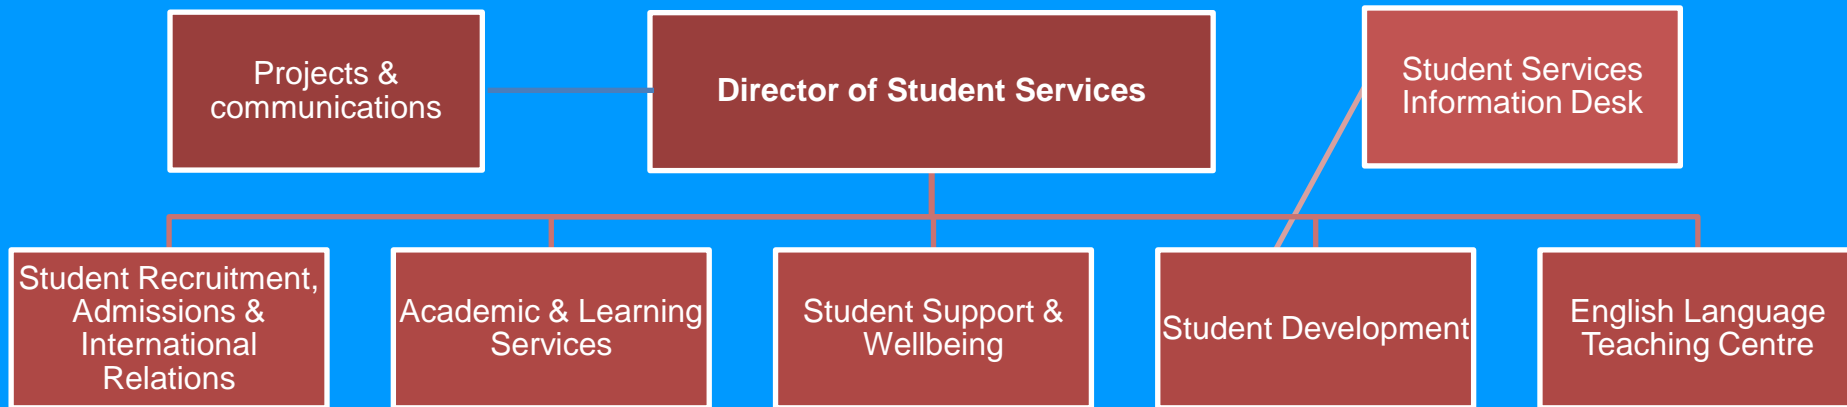 Projects &
communications
Director of Student Services
Student Services
Information Desk
Student Recruitment,
Admissions &
International
Relations
Academic & Learning
Services
Student Support &
Wellbeing
Student Development
English Language
Teaching Centre